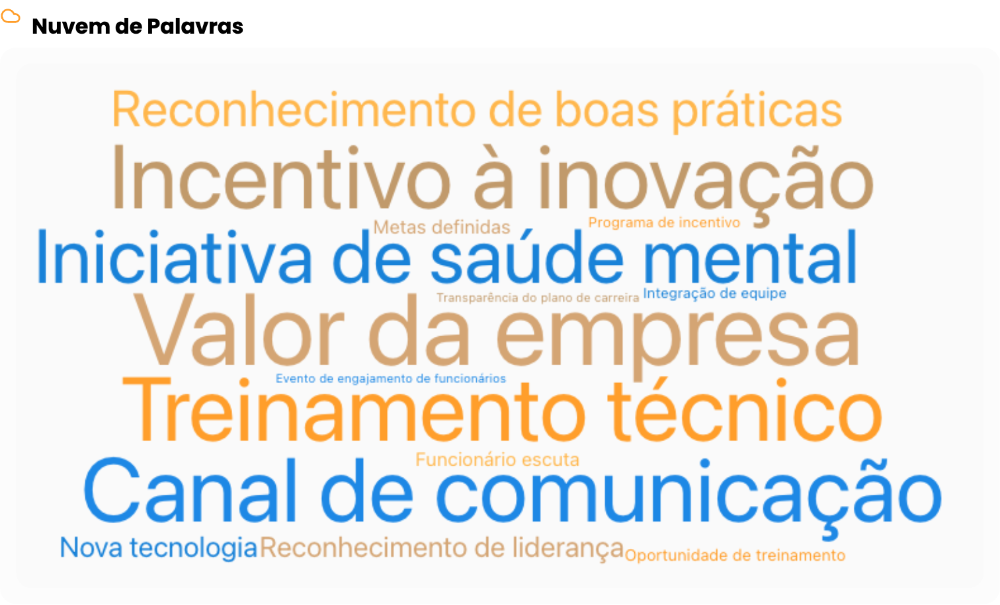 Nuvem de Palavras
Reconhecimento de boas práticas
Incentivo à inovação
Metas definidas
Programa de incentivo
Iniciativa de saúde mental
Transparência do plano de carreira
Integração de equipe
Valor da empresa
Evento de engajamento de funcionários
Treinamento técnico
Funcionário escuta
Canal de comunicação
Nova tecnologia
Reconhecimento de liderança
Oportunidade de treinamento